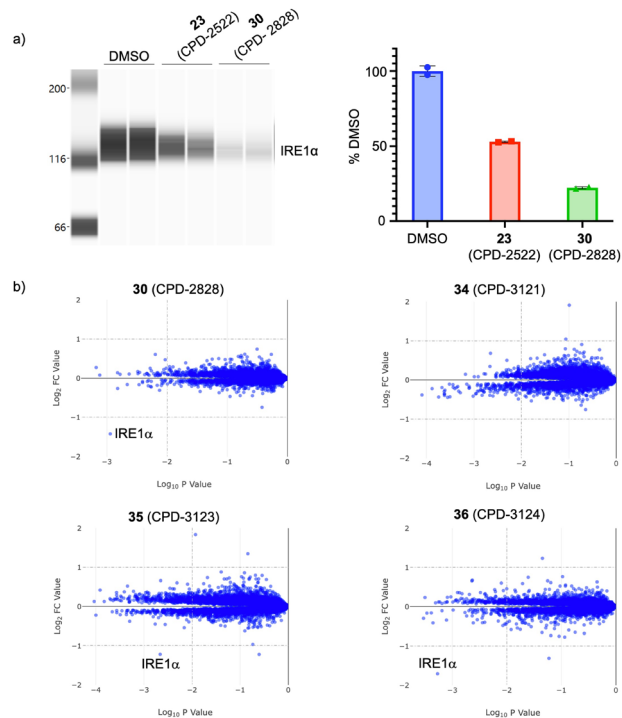 a)
23
(CPD-2522)
30
(CPD- 2828)
DMSO
200
116
66
IRE1α
% DMSO
100
50
0
DMSO
23
(CPD-2522)
30
(CPD-2828)
b)
30 (CPD-2828)
Log2 FC Value
2
1
0
−1
−2
IRE1α
−3
−2
−1
0
Log10 P Value
34 (CPD-3121)
Log2 FC Value
2
1
0
−1
−2
−4
−3
−2
−1
0
Log10 P Value
35 (CPD-3123)
Log2 FC Value
2
1
0
−1
−2
IRE1α
−4
−3
−2
−1
0
Log10 P Value
36 (CPD-3124)
Log2 FC Value
2
1
0
−1
−2
IRE1α
−4
−3
−2
−1
0
Log10 P Value